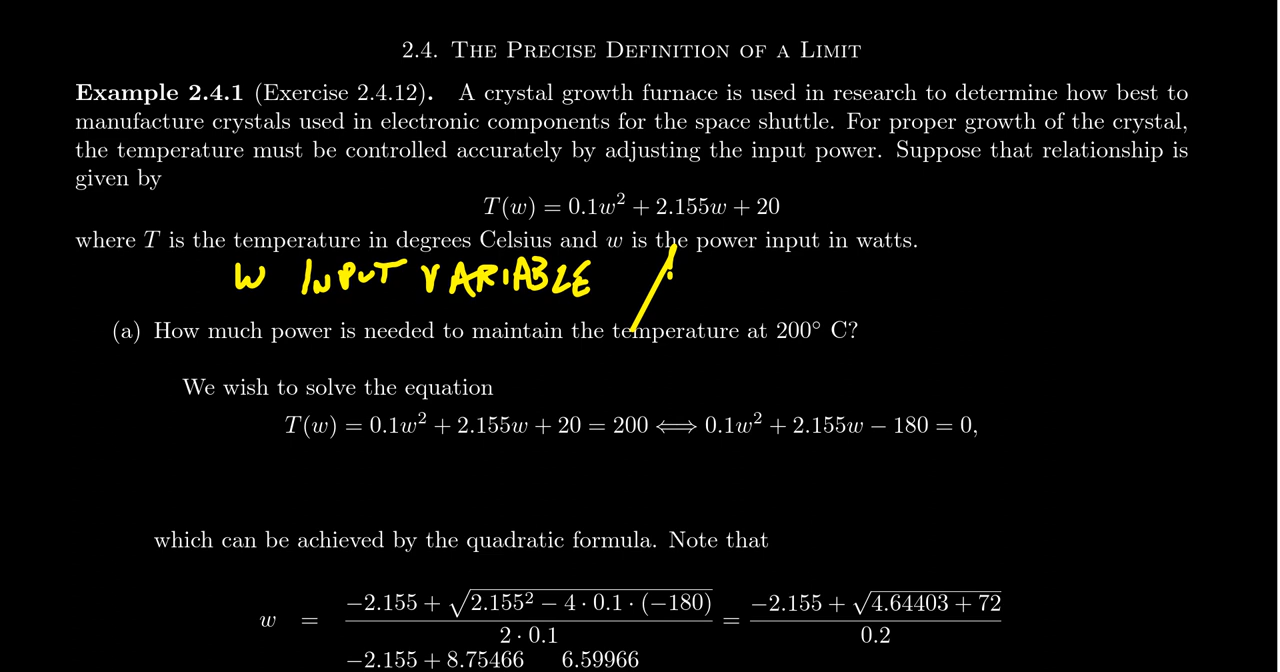 2.4. The Precise Definition of a Limit
Example 2.4.1 (Exercise 2.4.12). A crystal growth furnace is used in research to determine how best to
manufacture crystals used in electronic components for the space shuttle. For proper growth of the crystal,
the temperature must be controlled accurately by adjusting the input power. Suppose that relationship is
given by
T(w) = 0.1w² + 2.155w + 20
where T is the temperature in degrees Celsius and w is the power input in watts.
W INPUT VARIABLE
(a) How much power is needed to maintain the temperature at 200° C?
We wish to solve the equation
T(w) = 0.1w² + 2.155w + 20 = 200 ⟺ 0.1w² + 2.155w − 180 = 0,
which can be achieved by the quadratic formula. Note that
w = (−2.155 + √(2.155² − 4 · 0.1 · (−180))) / (2 · 0.1) = (−2.155 + √(4.64403 + 72)) / 0.2
−2.155 + 8.75466 6.59966